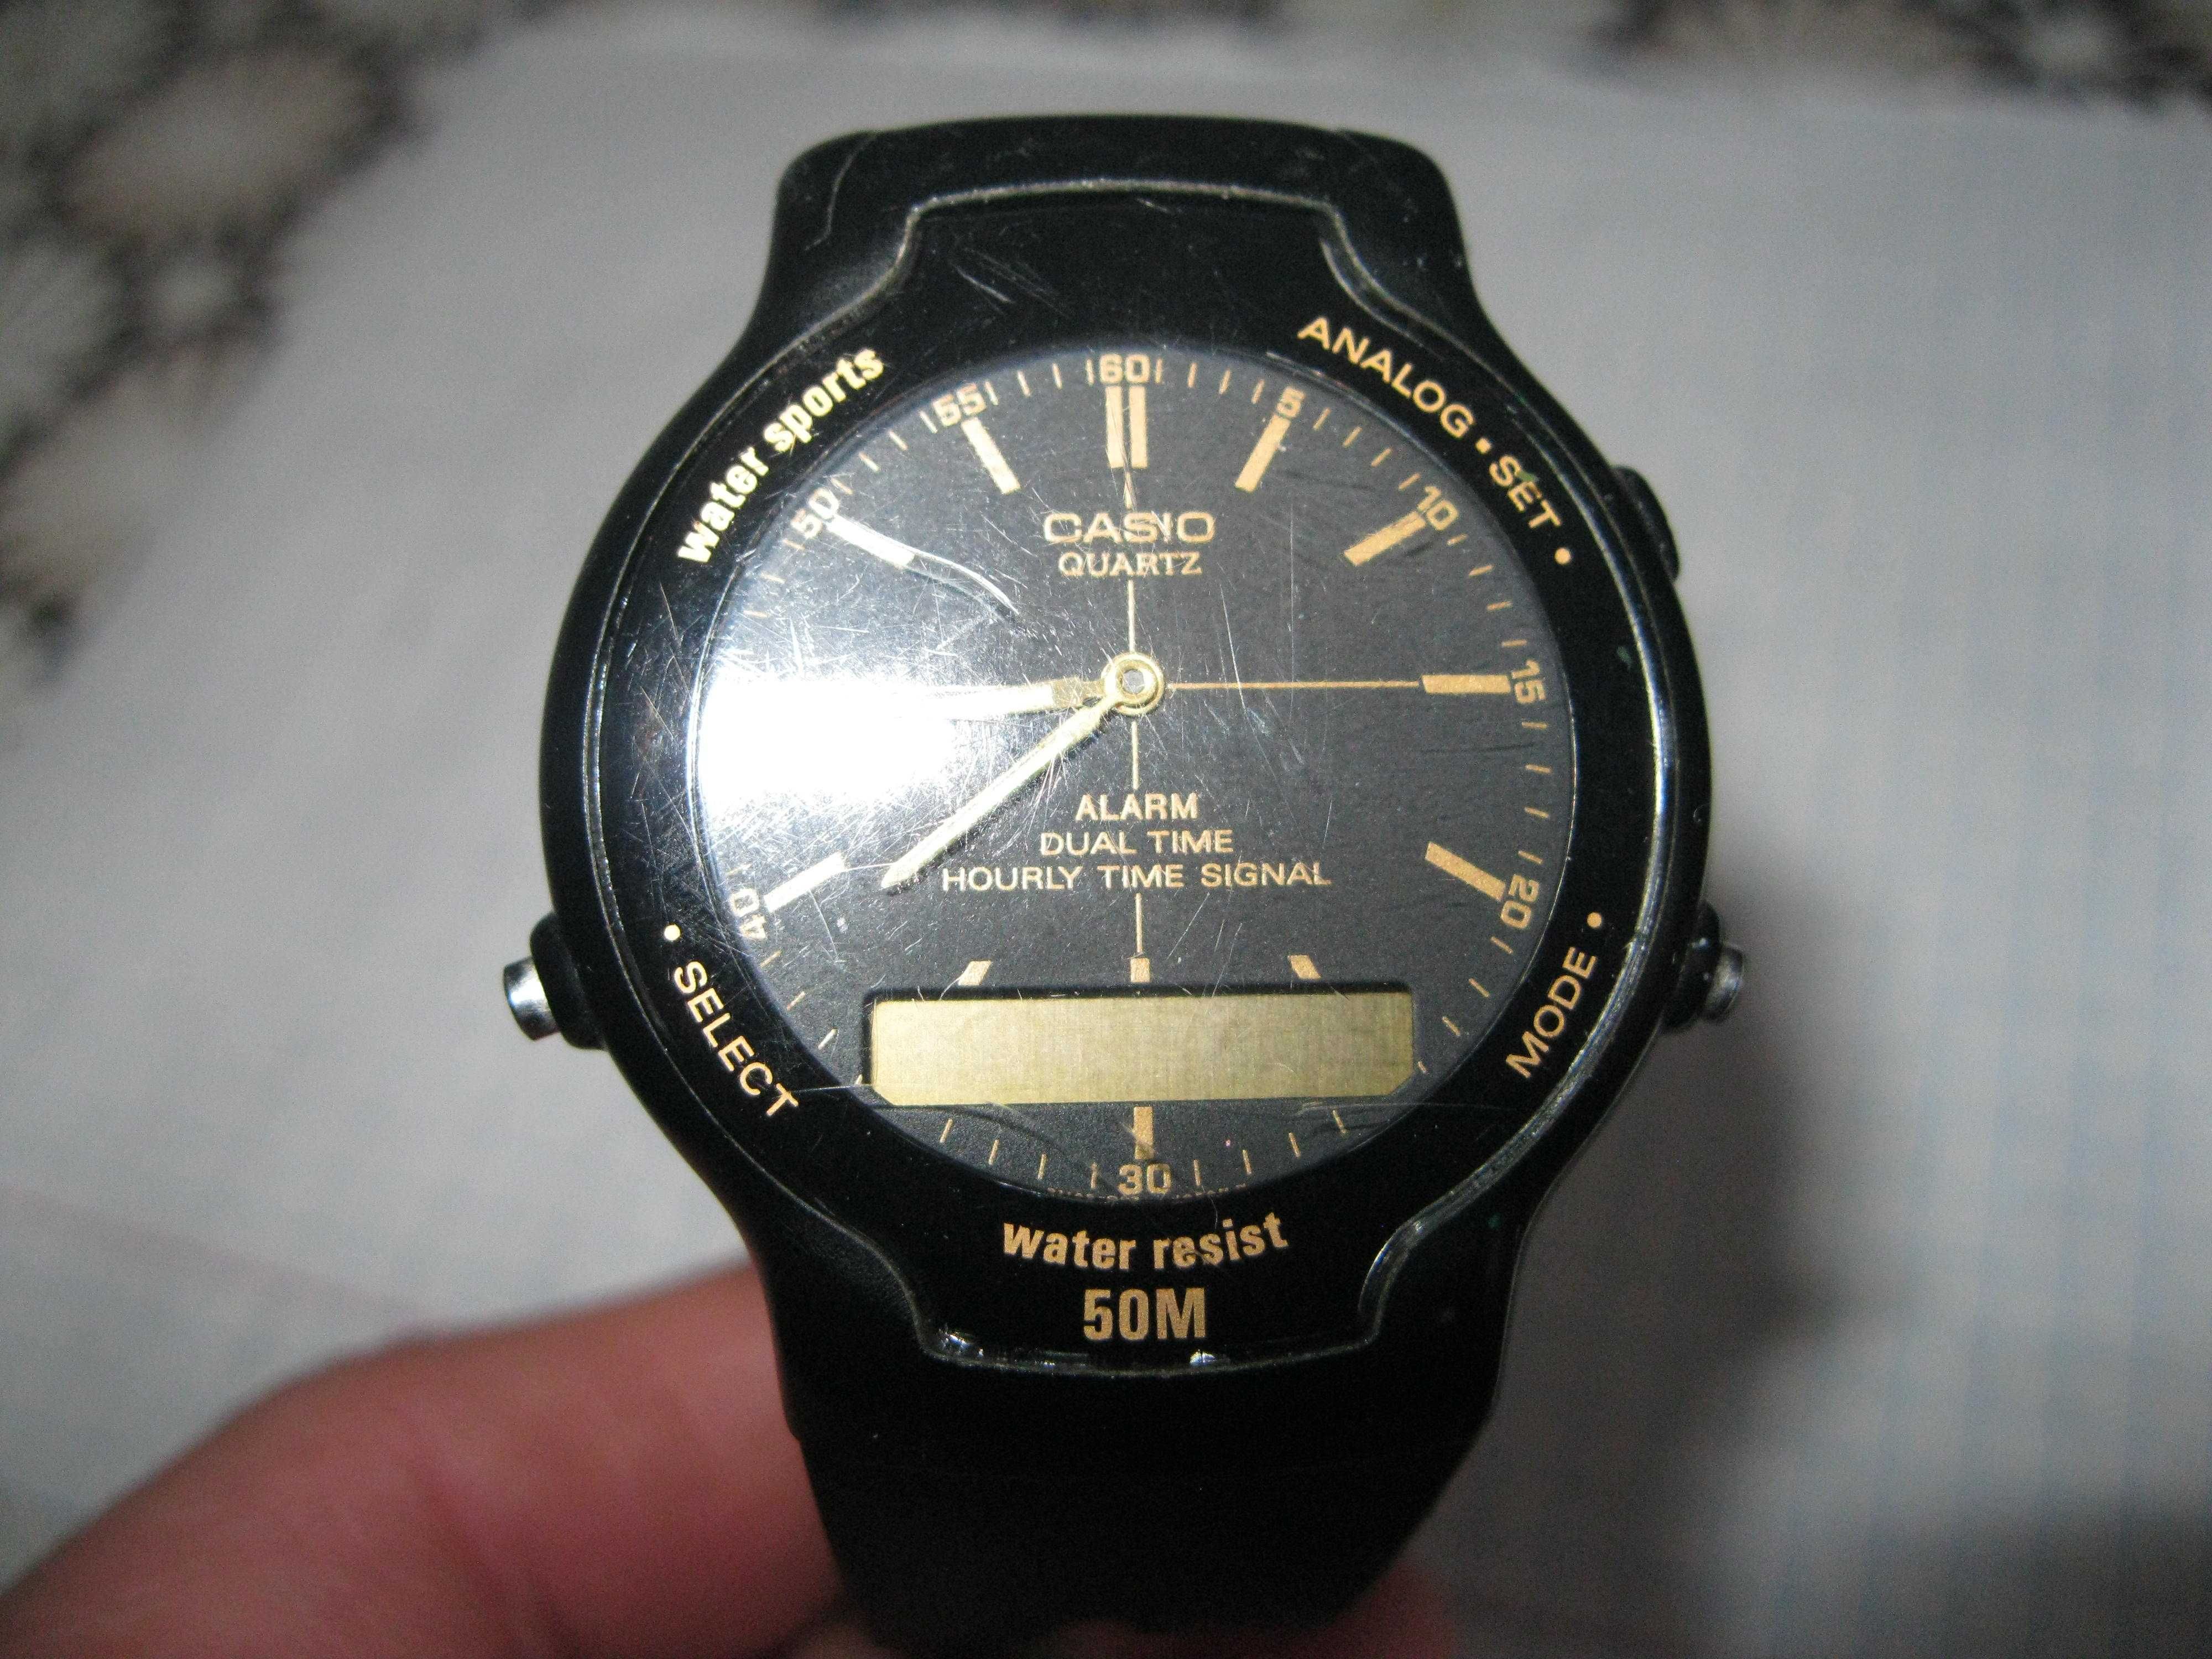 water sports
ANALOG • SET •
60
55
5
50
10
CASIO
QUARTZ
15
ALARM
DUAL TIME
HOURLY TIME SIGNAL
40
20
• SELECT
MODE •
30
water resist
50M